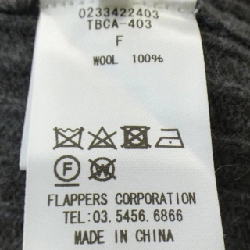 0233422403
TBCA-403
F
WOOL 100%
F W
FLAPPERS CORPORATION
TEL:03.5456.6866
MADE IN CHINA